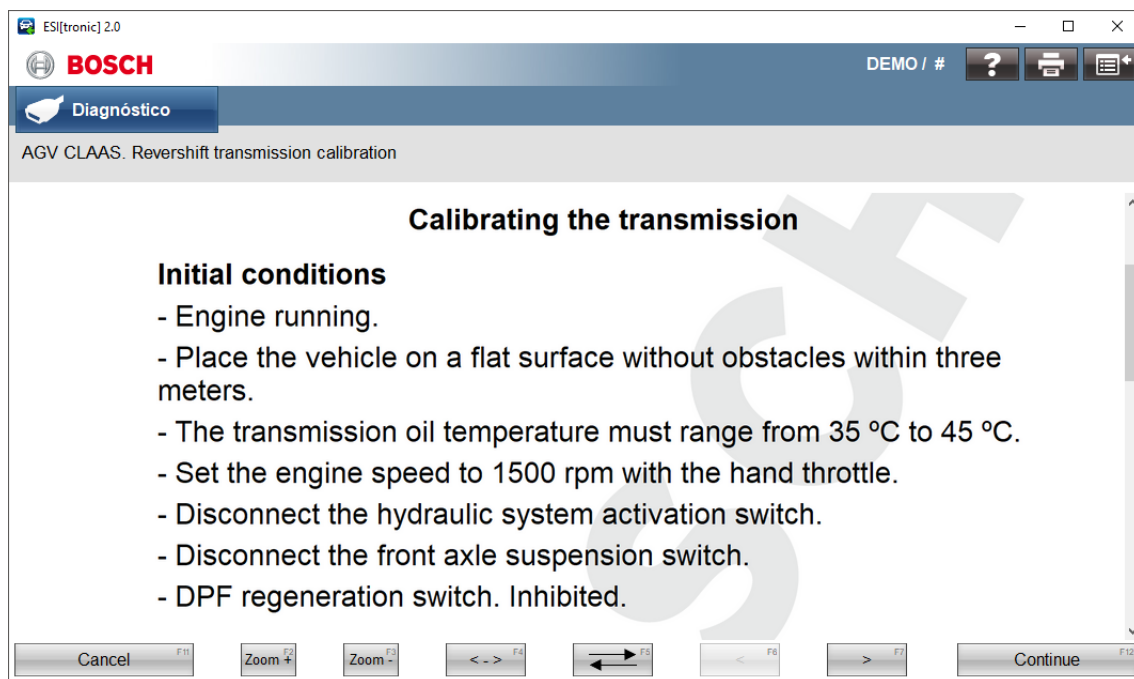 ESI[tronic] 2.0
BOSCH
DEMO / #
?
Diagnóstico
AGV CLAAS. Revershift transmission calibration
Calibrating the transmission
Initial conditions
- Engine running.
- Place the vehicle on a flat surface without obstacles within three
meters.
- The transmission oil temperature must range from 35 ºC to 45 ºC.
- Set the engine speed to 1500 rpm with the hand throttle.
- Disconnect the hydraulic system activation switch.
- Disconnect the front axle suspension switch.
- DPF regeneration switch. Inhibited.
SCH
Cancel F11
Zoom + F2
Zoom - F3
< - > F4
F5
< F6
> F7
Continue F12